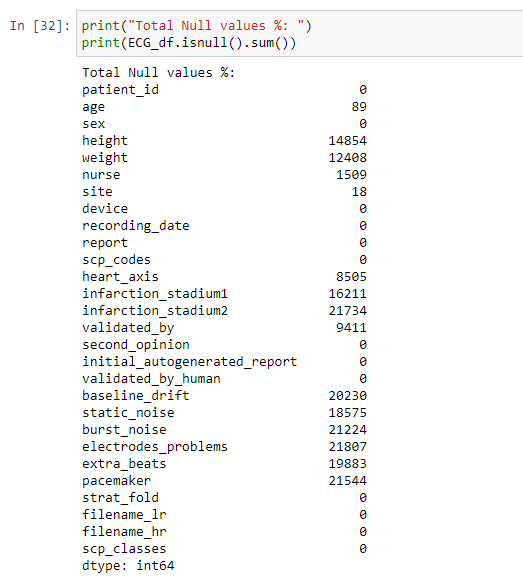 In [32]: print("Total Null values %: ")
print(ECG_df.isnull().sum())
Total Null values %:
patient_id 0
age 89
sex 0
height 14854
weight 12408
nurse 1509
site 18
device 0
recording_date 0
report 0
scp_codes 0
heart_axis 8505
infarction_stadium1 16211
infarction_stadium2 21734
validated_by 9411
second_opinion 0
initial_autogenerated_report 0
validated_by_human 0
baseline_drift 20230
static_noise 18575
burst_noise 21224
electrodes_problems 21807
extra_beats 19883
pacemaker 21544
strat_fold 0
filename_lr 0
filename_hr 0
scp_classes 0
dtype: int64